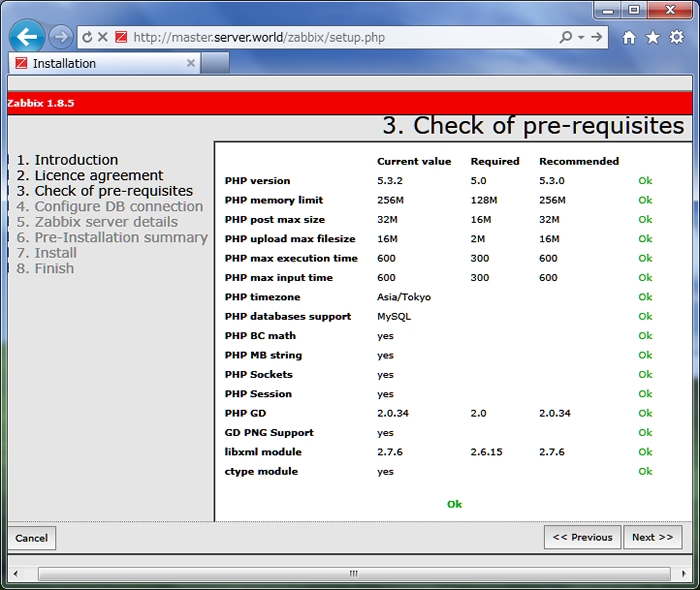 http://master.server.world/zabbix/setup.php
Installation
Zabbix 1.8.5
3. Check of pre-requisites
1. Introduction
2. Licence agreement
3. Check of pre-requisites
4. Configure DB connection
5. Zabbix server details
6. Pre-Installation summary
7. Install
8. Finish
Current value Required Recommended
PHP version 5.3.2 5.0 5.3.0 Ok
PHP memory limit 256M 128M 256M Ok
PHP post max size 32M 16M 32M Ok
PHP upload max filesize 16M 2M 16M Ok
PHP max execution time 600 300 600 Ok
PHP max input time 600 300 600 Ok
PHP timezone Asia/Tokyo Ok
PHP databases support MySQL Ok
PHP BC math yes Ok
PHP MB string yes Ok
PHP Sockets yes Ok
PHP Session yes Ok
PHP GD 2.0.34 2.0 2.0.34 Ok
GD PNG Support yes Ok
libxml module 2.7.6 2.6.15 2.7.6 Ok
ctype module yes Ok
Ok
Cancel << Previous Next >>